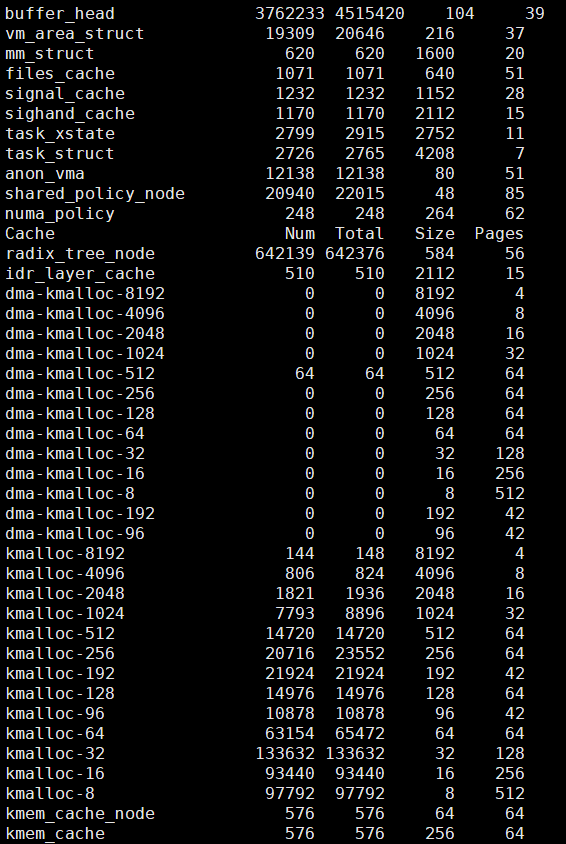 buffer_head 3762233 4515420 104 39
vm_area_struct 19309 20646 216 37
mm_struct 620 620 1600 20
files_cache 1071 1071 640 51
signal_cache 1232 1232 1152 28
sighand_cache 1170 1170 2112 15
task_xstate 2799 2915 2752 11
task_struct 2726 2765 4208 7
anon_vma 12138 12138 80 51
shared_policy_node 20940 22015 48 85
numa_policy 248 248 264 62
Cache Num Total Size Pages
radix_tree_node 642139 642376 584 56
idr_layer_cache 510 510 2112 15
dma-kmalloc-8192 0 0 8192 4
dma-kmalloc-4096 0 0 4096 8
dma-kmalloc-2048 0 0 2048 16
dma-kmalloc-1024 0 0 1024 32
dma-kmalloc-512 64 64 512 64
dma-kmalloc-256 0 0 256 64
dma-kmalloc-128 0 0 128 64
dma-kmalloc-64 0 0 64 64
dma-kmalloc-32 0 0 32 128
dma-kmalloc-16 0 0 16 256
dma-kmalloc-8 0 0 8 512
dma-kmalloc-192 0 0 192 42
dma-kmalloc-96 0 0 96 42
kmalloc-8192 144 148 8192 4
kmalloc-4096 806 824 4096 8
kmalloc-2048 1821 1936 2048 16
kmalloc-1024 7793 8896 1024 32
kmalloc-512 14720 14720 512 64
kmalloc-256 20716 23552 256 64
kmalloc-192 21924 21924 192 42
kmalloc-128 14976 14976 128 64
kmalloc-96 10878 10878 96 42
kmalloc-64 63154 65472 64 64
kmalloc-32 133632 133632 32 128
kmalloc-16 93440 93440 16 256
kmalloc-8 97792 97792 8 512
kmem_cache_node 576 576 64 64
kmem_cache 576 576 256 64